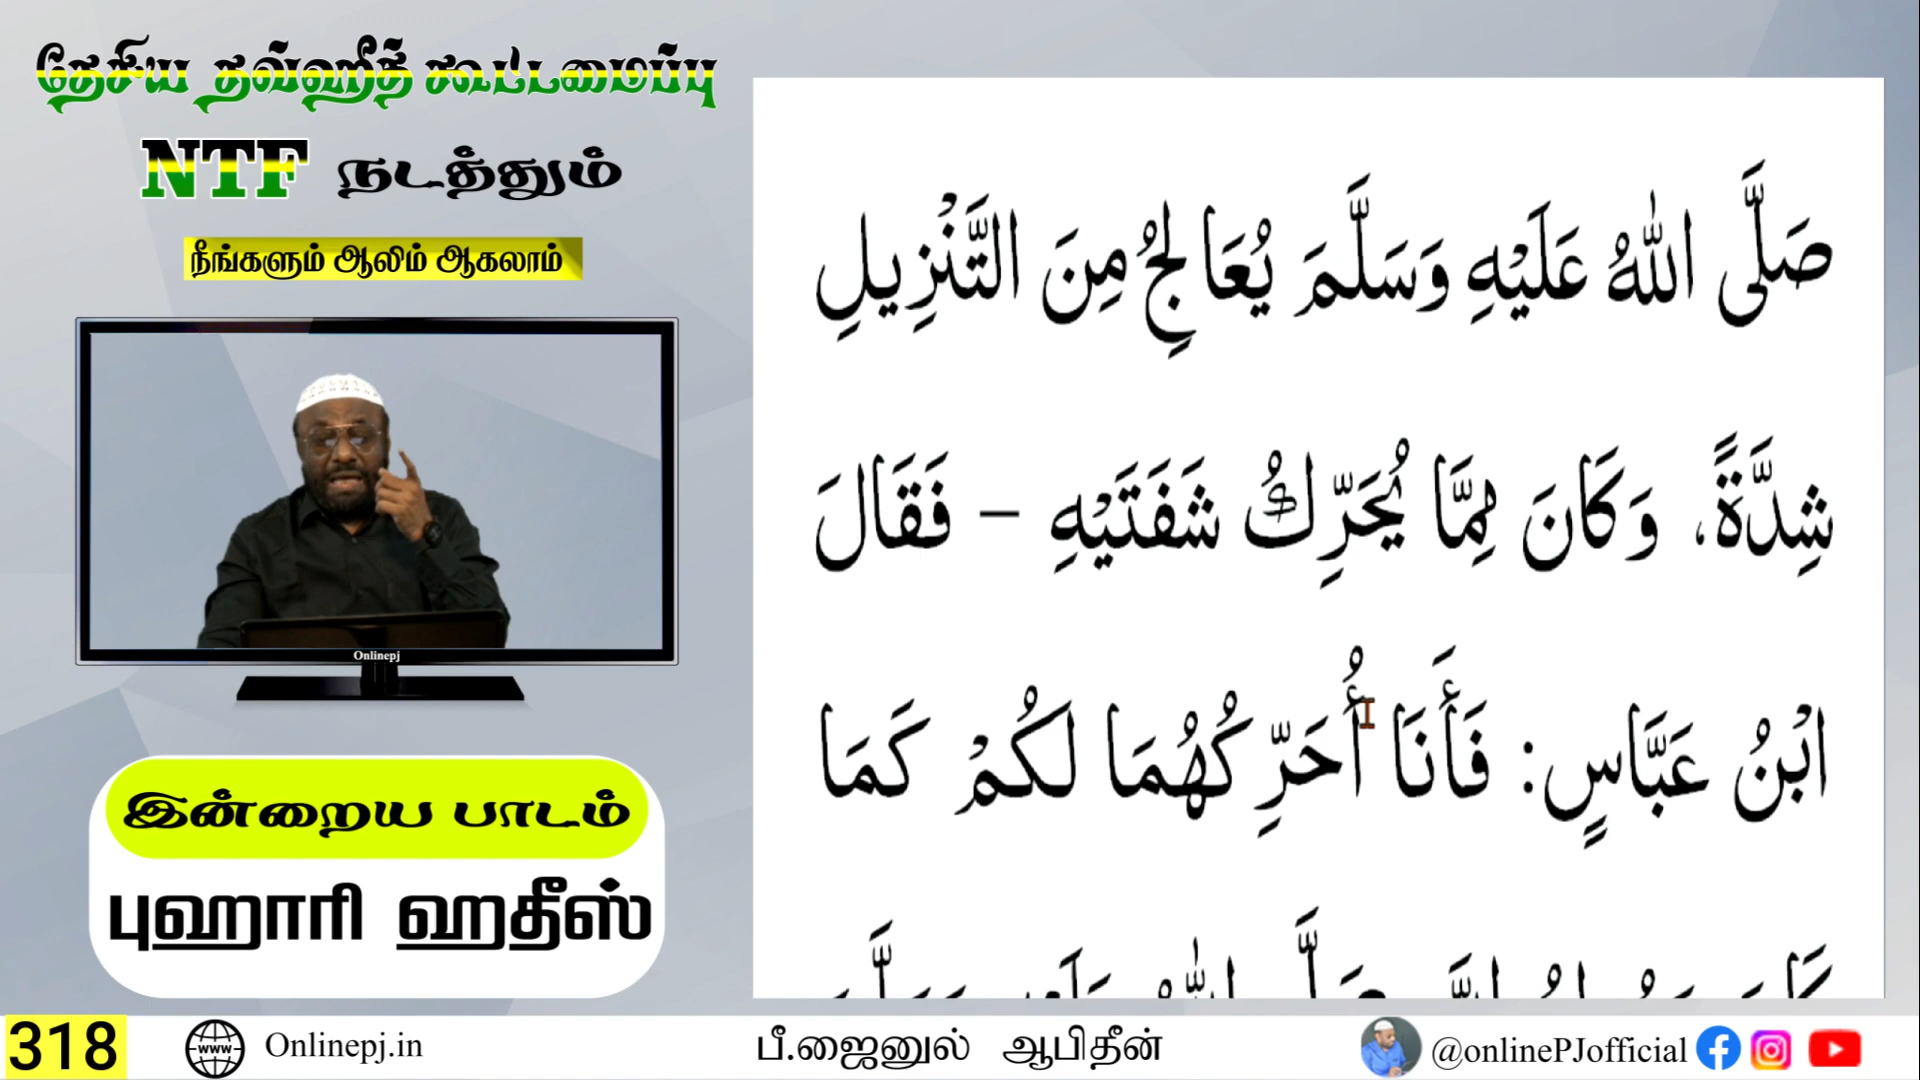 தேசிய தவ்ஹீத் கூட்டமைப்பு
NTF நடத்தும்
நீங்களும் ஆலிம் ஆகலாம்
Onlinepj
இன்றைய பாடம்
புஹாரி ஹதீஸ்
صَلَّى اللهُ عَلَيْهِ وَسَلَّمَ يُعَالِجُ مِنَ التَّنْزِيلِ
شِدَّةً، وَكَانَ مِمَّا يُحَرِّكُ شَفَتَيْهِ – فَقَالَ
ابْنُ عَبَّاسٍ: فَأَنَا أُحَرِّكُهُمَا لَكُمْ كَمَا
318
www
Onlinepj.in
பீ.ஜைனுல் ஆபிதீன்
@onlinePJofficial